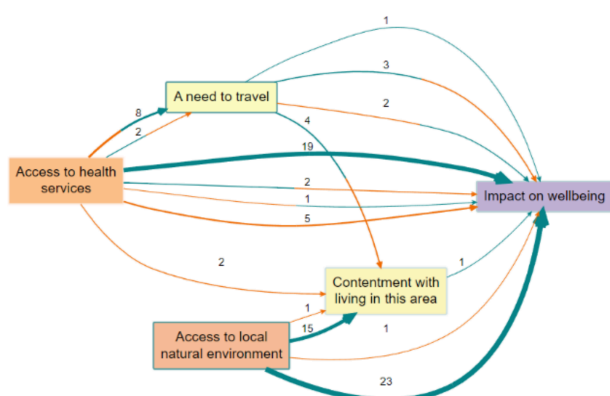 1
3
A need to travel
2
8
4
2
19
Access to health
services
2
Impact on wellbeing
1
5
2
1
Contentment with
living in this area
1
15
1
Access to local
natural environment
23